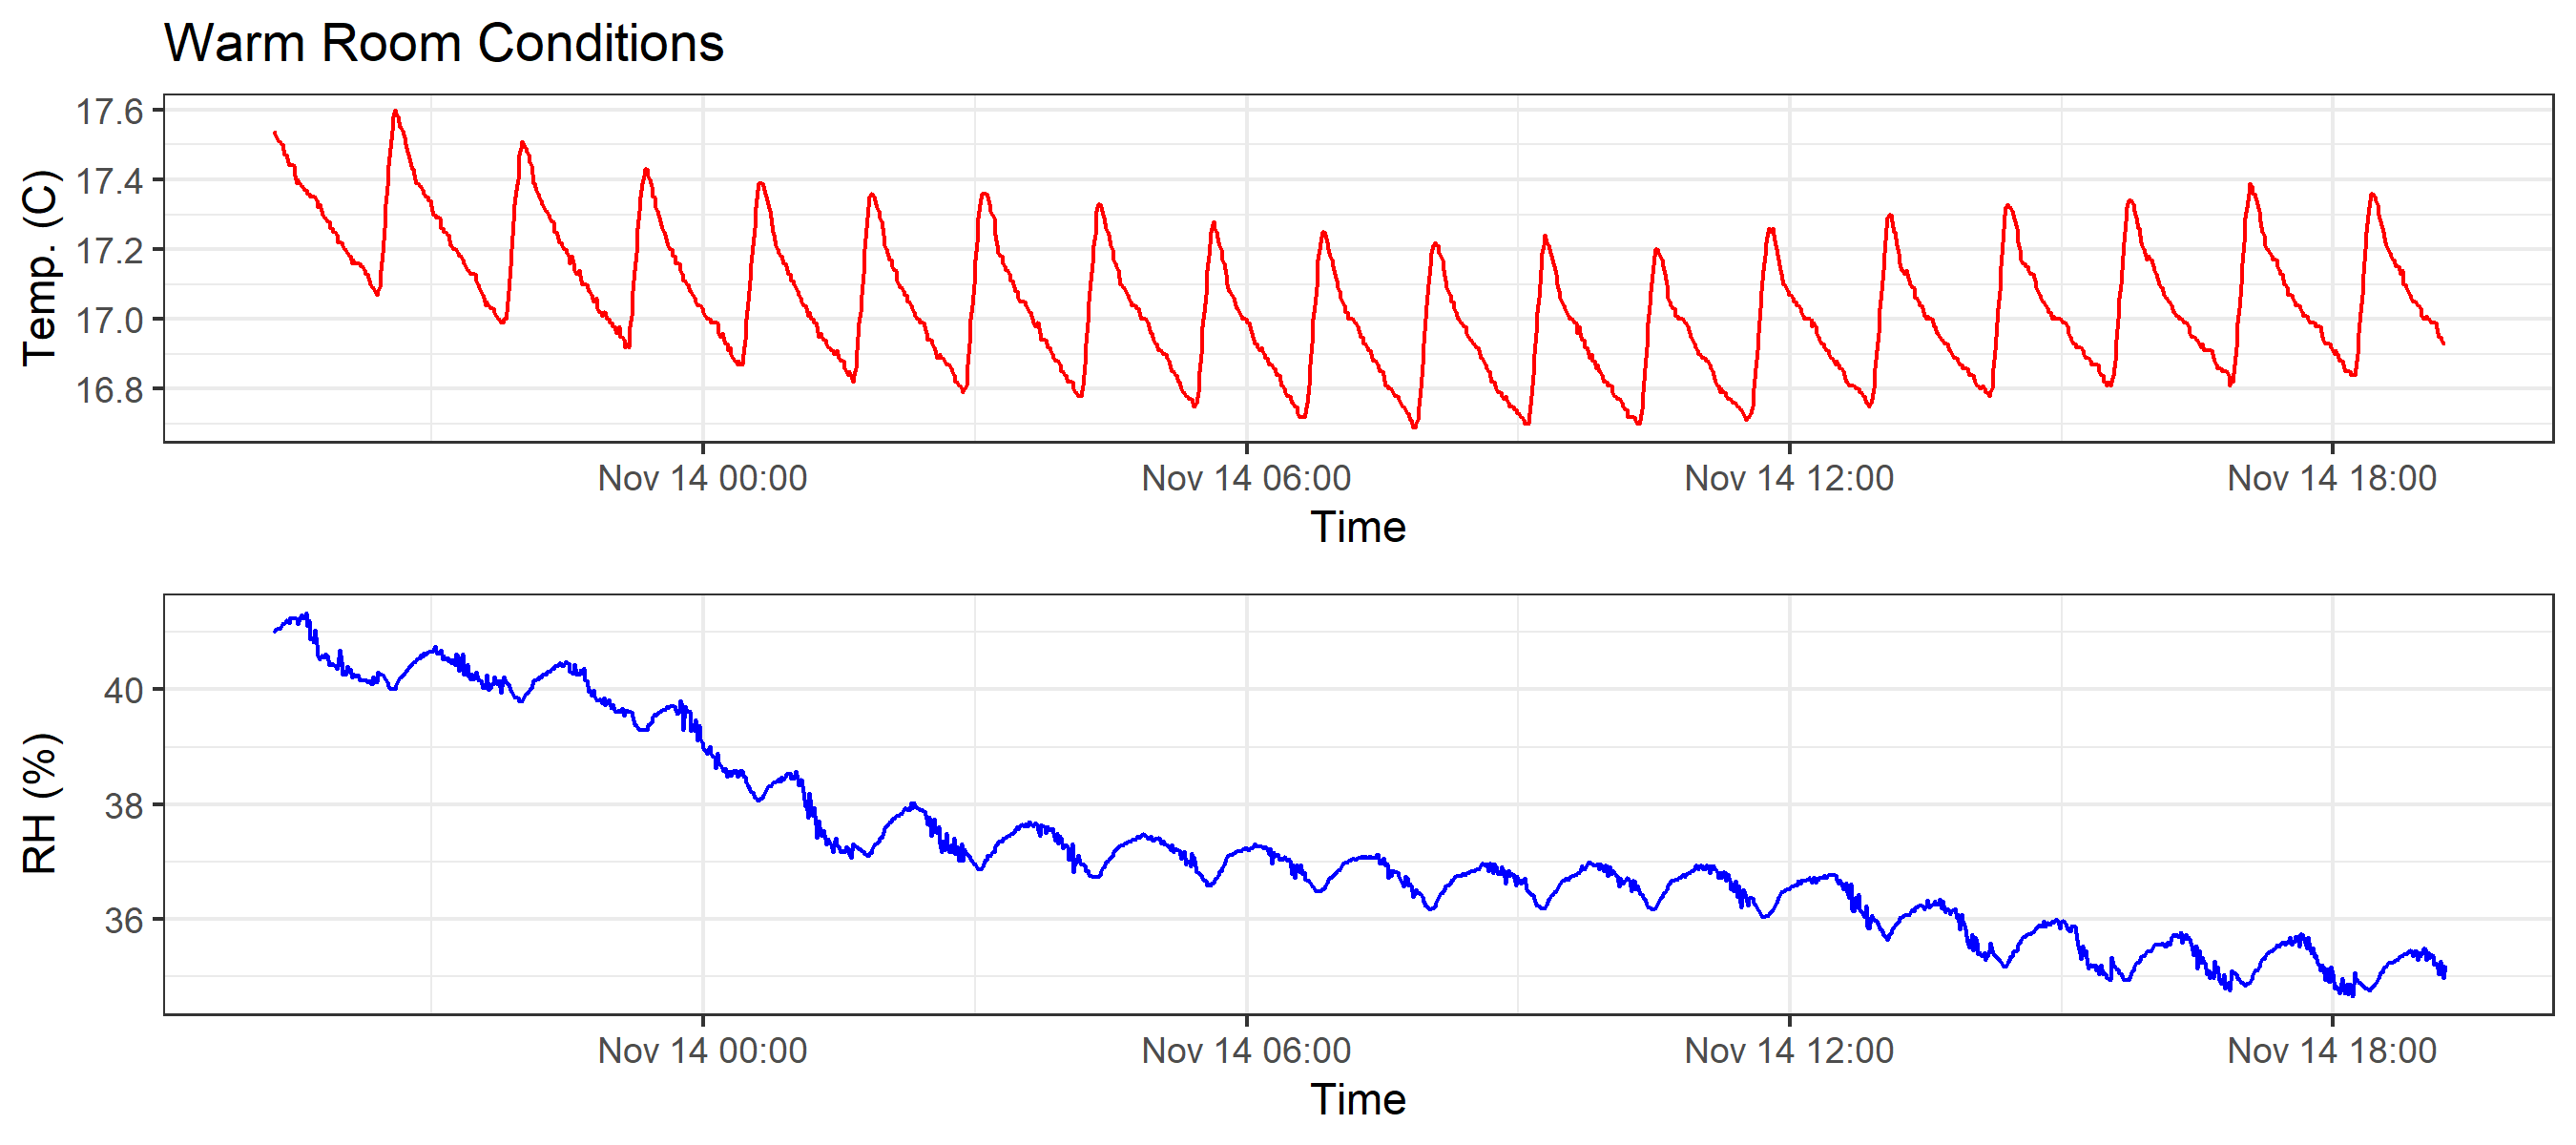 Warm Room Conditions
Temp. (C)
17.6
17.4
17.2
17.0
16.8
Nov 14 00:00 Nov 14 06:00 Nov 14 12:00 Nov 14 18:00
Time
RH (%)
40
38
36
Nov 14 00:00 Nov 14 06:00 Nov 14 12:00 Nov 14 18:00
Time